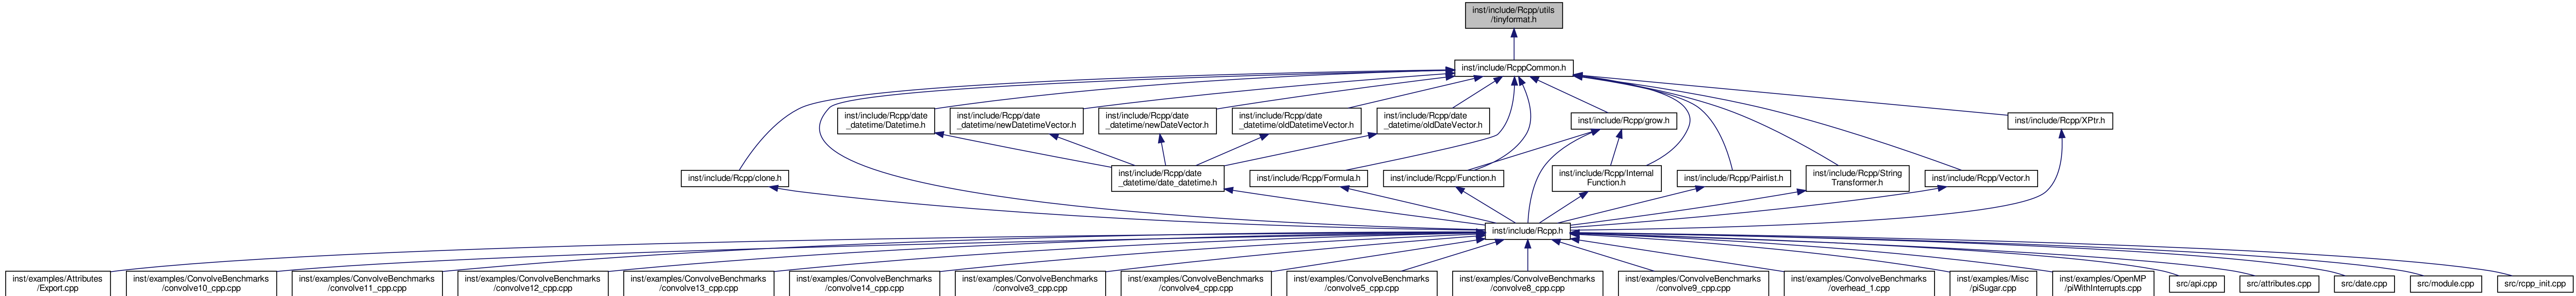 inst/include/Rcpp/utils
/tinyformat.h
inst/include/RcppCommon.h
inst/include/Rcpp/date
_datetime/Datetime.h
inst/include/Rcpp/date
_datetime/newDatetimeVector.h
inst/include/Rcpp/date
_datetime/newDateVector.h
inst/include/Rcpp/date
_datetime/oldDatetimeVector.h
inst/include/Rcpp/date
_datetime/oldDateVector.h
inst/include/Rcpp/grow.h
inst/include/Rcpp/XPtr.h
inst/include/Rcpp/clone.h
inst/include/Rcpp/date
_datetime/date_datetime.h
inst/include/Rcpp/Formula.h
inst/include/Rcpp/Function.h
inst/include/Rcpp/Internal
Function.h
inst/include/Rcpp/Pairlist.h
inst/include/Rcpp/String
Transformer.h
inst/include/Rcpp/Vector.h
inst/include/Rcpp.h
inst/examples/Attributes
/Export.cpp
inst/examples/ConvolveBenchmarks
/convolve10_cpp.cpp
inst/examples/ConvolveBenchmarks
/convolve11_cpp.cpp
inst/examples/ConvolveBenchmarks
/convolve12_cpp.cpp
inst/examples/ConvolveBenchmarks
/convolve13_cpp.cpp
inst/examples/ConvolveBenchmarks
/convolve14_cpp.cpp
inst/examples/ConvolveBenchmarks
/convolve3_cpp.cpp
inst/examples/ConvolveBenchmarks
/convolve4_cpp.cpp
inst/examples/ConvolveBenchmarks
/convolve5_cpp.cpp
inst/examples/ConvolveBenchmarks
/convolve8_cpp.cpp
inst/examples/ConvolveBenchmarks
/convolve9_cpp.cpp
inst/examples/ConvolveBenchmarks
/overhead_1.cpp
inst/examples/Misc
/piSugar.cpp
inst/examples/OpenMP
/piWithInterrupts.cpp
src/api.cpp
src/attributes.cpp
src/date.cpp
src/module.cpp
src/rcpp_init.cpp